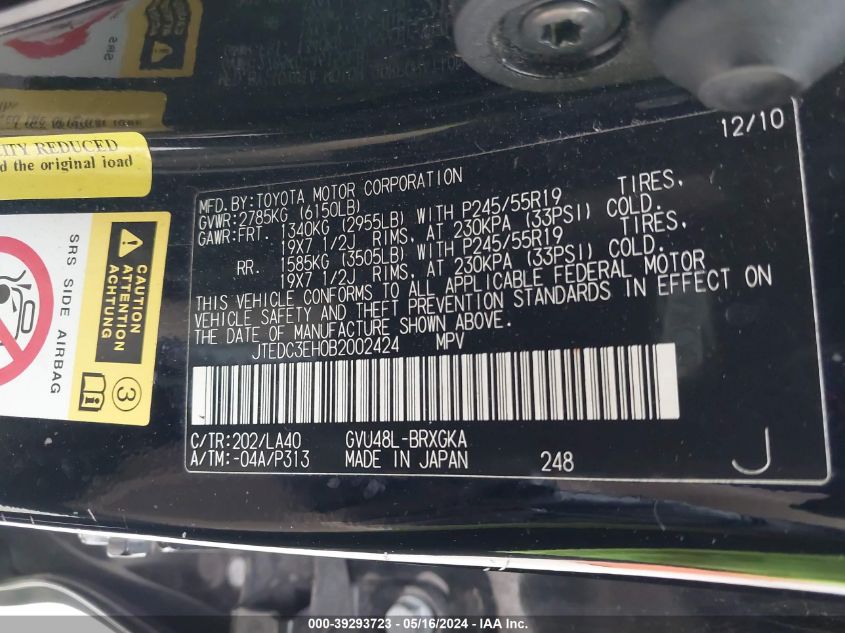 12/10
MFD.BY:TOYOTA MOTOR CORPORATION
GVWR:2785KG (6150LB)
GAWR:FRT. 1340KG (2955LB) WITH P245/55R19 TIRES,
19X7 1/2J RIMS, AT 230KPA (33PSI) COLD.
RR. 1585KG (3505LB) WITH P245/55R19 TIRES,
19X7 1/2J RIMS, AT 230KPA (33PSI) COLD.
THIS VEHICLE CONFORMS TO ALL APPLICABLE FEDERAL MOTOR
VEHICLE SAFETY AND THEFT PREVENTION STANDARDS IN EFFECT ON
THE DATE OF MANUFACTURE SHOWN ABOVE.
JTEDC3EH0B2002424 MPV
C/TR:202/LA40 GVU48L-BRXGKA
A/TM:-04A/P313 MADE IN JAPAN 248
J
REDUCED
the original load
SRS SIDE AIRBAG
CAUTION
ATTENTION
ACHTUNG
3
000-39293723 - 05/16/2024 - IAA Inc.